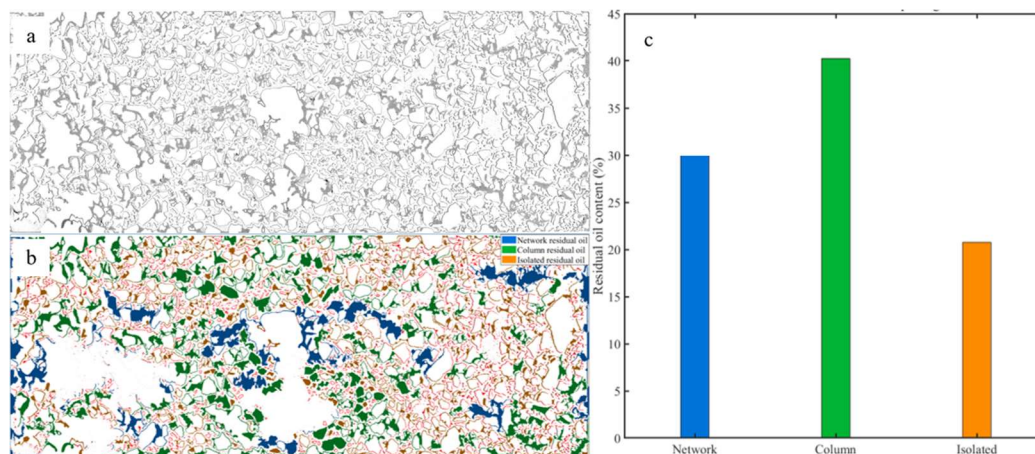 a
b
Network residual oil
Column residual oil
Isolated residual oil
c
Residual oil content (%)
45
40
35
30
25
20
15
10
5
0
Network Column Isolated